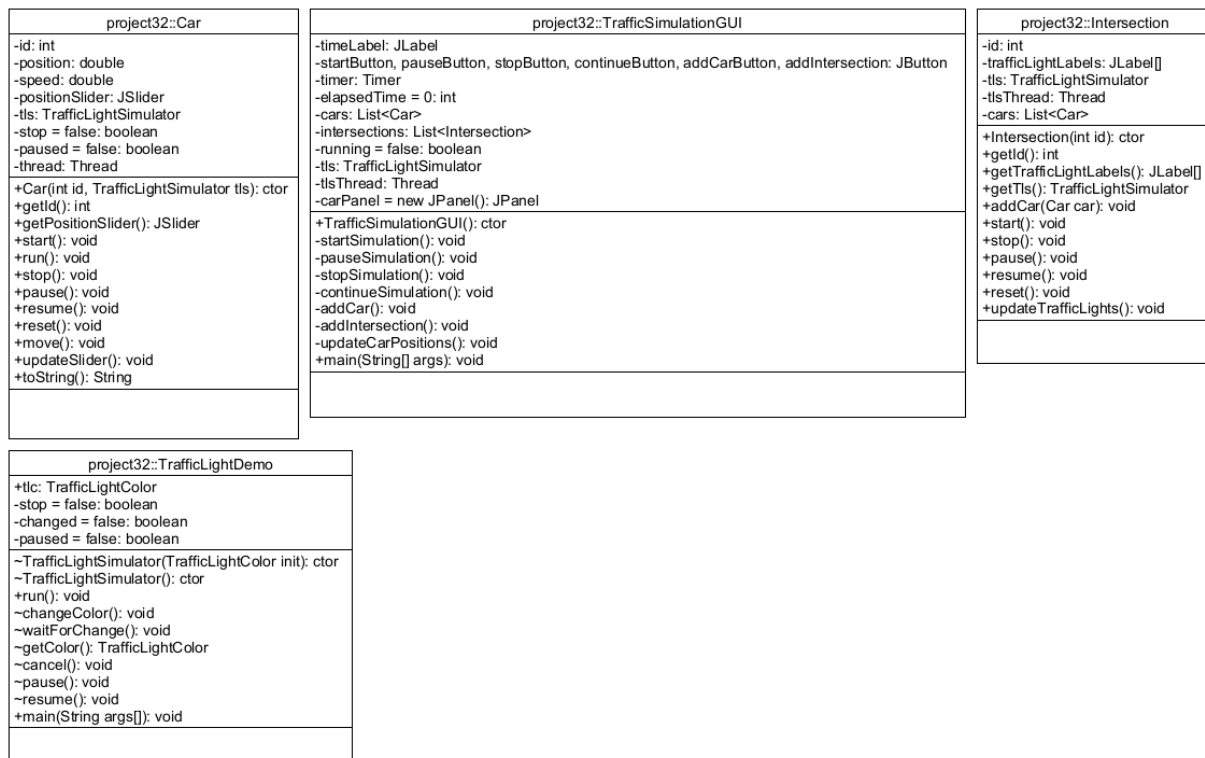 project32::Car
-id: int
-position: double
-speed: double
-positionSlider: JSlider
-tls: TrafficLightSimulator
-stop = false: boolean
-paused = false: boolean
-thread: Thread
+Car(int id, TrafficLightSimulator tls): ctor
+getId(): int
+getPositionSlider(): JSlider
+start(): void
+run(): void
+stop(): void
+pause(): void
+resume(): void
+reset(): void
+move(): void
+updateSlider(): void
+toString(): String
project32::TrafficSimulationGUI
-timeLabel: JLabel
-startButton, pauseButton, stopButton, continueButton, addCarButton, addIntersection: JButton
-timer: Timer
-elapsedTime = 0: int
-cars: List<Car>
-intersections: List<Intersection>
-running = false: boolean
-tls: TrafficLightSimulator
-tlsThread: Thread
-carPanel = new JPanel(): JPanel
+TrafficSimulationGUI(): ctor
-startSimulation(): void
-pauseSimulation(): void
-stopSimulation(): void
-continueSimulation(): void
-addCar(): void
-addIntersection(): void
-updateCarPositions(): void
+main(String[] args): void
project32::Intersection
-id: int
-trafficLightLabels: JLabel[]
-tls: TrafficLightSimulator
-tlsThread: Thread
-cars: List<Car>
+Intersection(int id): ctor
+getId(): int
+getTrafficLightLabels(): JLabel[]
+getTls(): TrafficLightSimulator
+addCar(Car car): void
+start(): void
+stop(): void
+pause(): void
+resume(): void
+reset(): void
+updateTrafficLights(): void
project32::TrafficLightDemo
+tlc: TrafficLightColor
-stop = false: boolean
-changed = false: boolean
-paused = false: boolean
~TrafficLightSimulator(TrafficLightColor init): ctor
~TrafficLightSimulator(): ctor
+run(): void
~changeColor(): void
~waitForChange(): void
~getColor(): TrafficLightColor
~cancel(): void
~pause(): void
~resume(): void
+main(String args[]): void